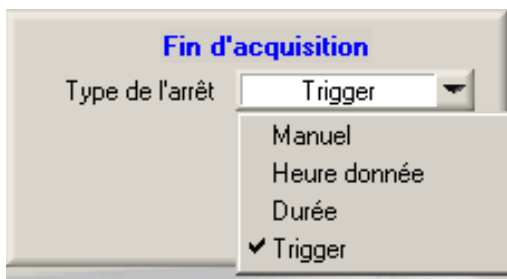 Fin d'acquisition
Type de l'arrêt Trigger
Manuel
Heure donnée
Durée
Trigger